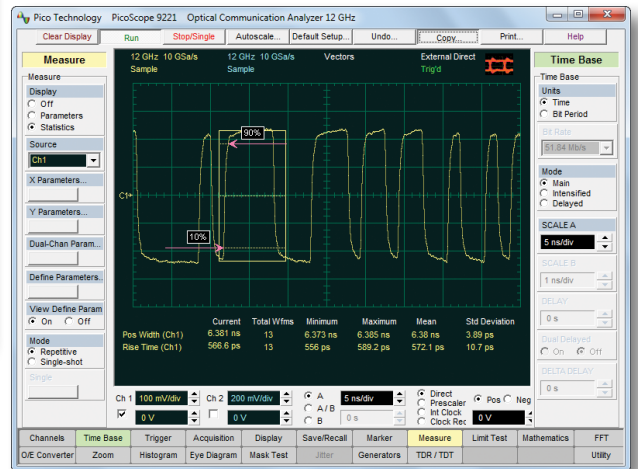 Pico Technology PicoScope 9221 Optical Communication Analyzer 12 GHz
Clear Display Run Stop/Single Autoscale... Default Setup... Undo... Copy... Print... Help
Measure
Measure
Display
Off
Parameters
Statistics
Source
Ch1
X Parameters...
Y Parameters...
Dual-Chan Param...
Define Parameters..
View Define Param
On Off
Mode
Repetitive
Single-shot
Single
12 GHz 10 GSa/s 12 GHz 10 GSa/s Vectors External Direct
Sample Sample Trig'd
90%
C1
10%
Current Total Wfms Minimum Maximum Mean Std Deviation
Pos Width (Ch1) 6.381 ns 13 6.373 ns 6.385 ns 6.38 ns 3.89 ps
Rise Time (Ch1) 566.6 ps 13 556 ps 589.2 ps 572.1 ps 10.7 ps
Ch 1 100 mV/div Ch 2 200 mV/div A 5 ns/div Direct Pos Neg
A / B Prescaler
0 V 0 V B 0 s Int Clock 0 V
Clock Rec
Time Base
Time Base
Units
Time
Bit Period
Bit Rate
51.84 Mb/s
Mode
Main
Intensified
Delayed
SCALE A
5 ns/div
SCALE B
1 ns/div
DELAY
0 s
Dual Delayed
On Off
DELTA DELAY
0 s
Channels Time Base Trigger Acquisition Display Save/Recall Marker Measure Limit Test Mathematics FFT
O/E Converter Zoom Histogram Eye Diagram Mask Test Jitter Generators TDR / TDT Utility